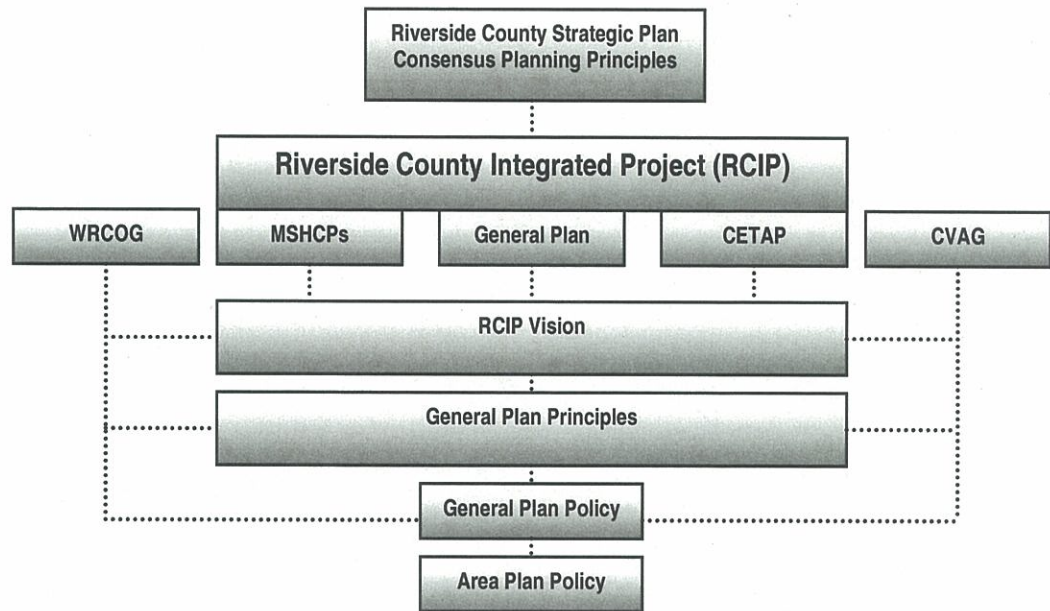 Riverside County Strategic Plan
Consensus Planning Principles
Riverside County Integrated Project (RCIP)
WRCOG
MSHCPs
General Plan
CETAP
CVAG
RCIP Vision
General Plan Principles
General Plan Policy
Area Plan Policy